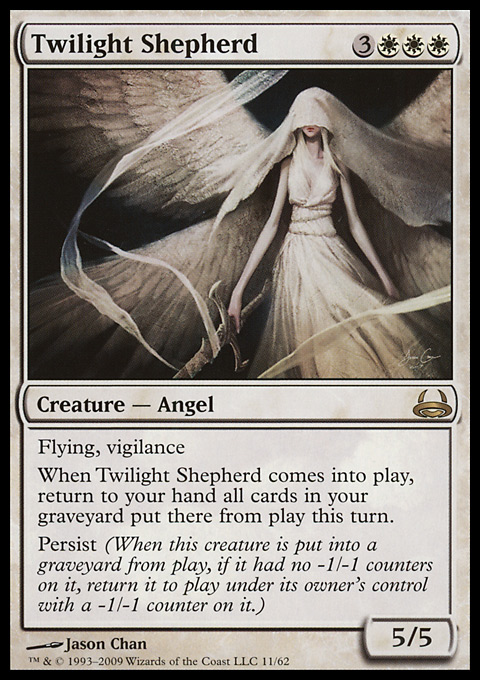 Twilight Shepherd 3
Creature — Angel
Flying, vigilance
When Twilight Shepherd comes into play,
return to your hand all cards in your
graveyard put there from play this turn.
Persist (When this creature is put into a
graveyard from play, if it had no -1/-1 counters
on it, return it to play under its owner's control
with a -1/-1 counter on it.)
Jason Chan
5/5
™ & © 1993–2009 Wizards of the Coast LLC 11/62